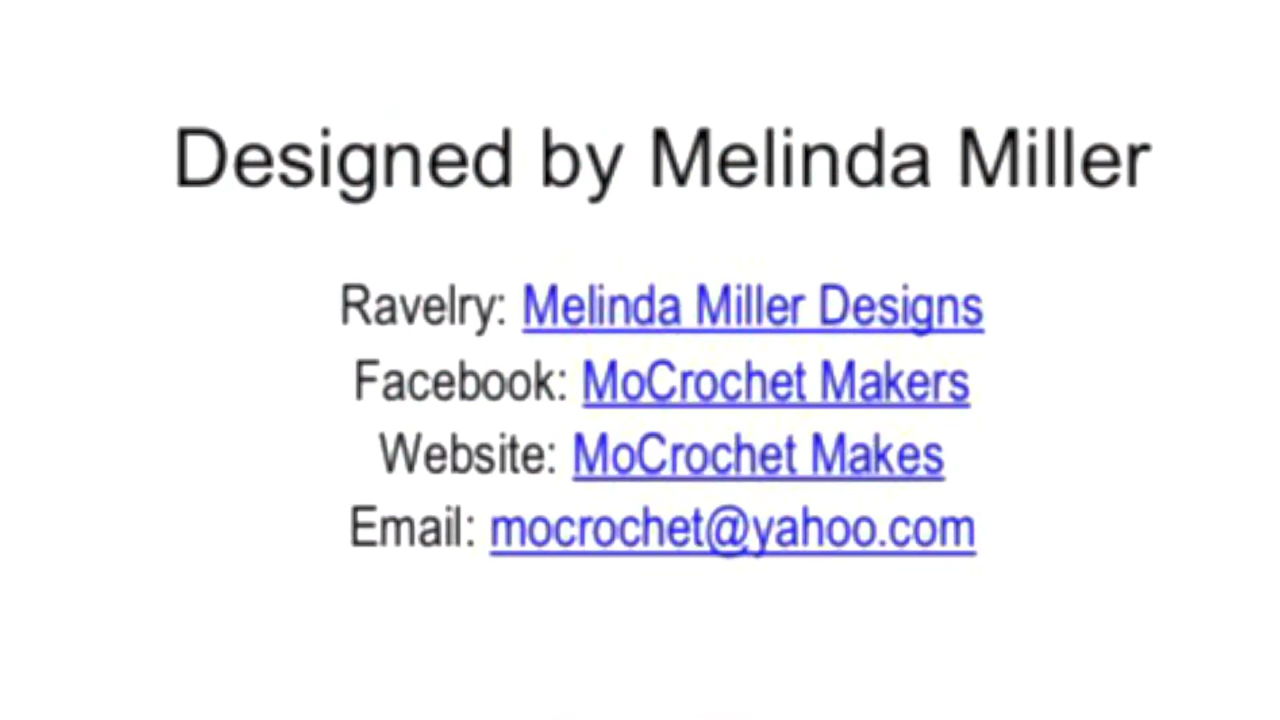 Designed by Melinda Miller
Ravelry: Melinda Miller Designs
Facebook: MoCrochet Makers
Website: MoCrochet Makes
Email: mocrochet@yahoo.com